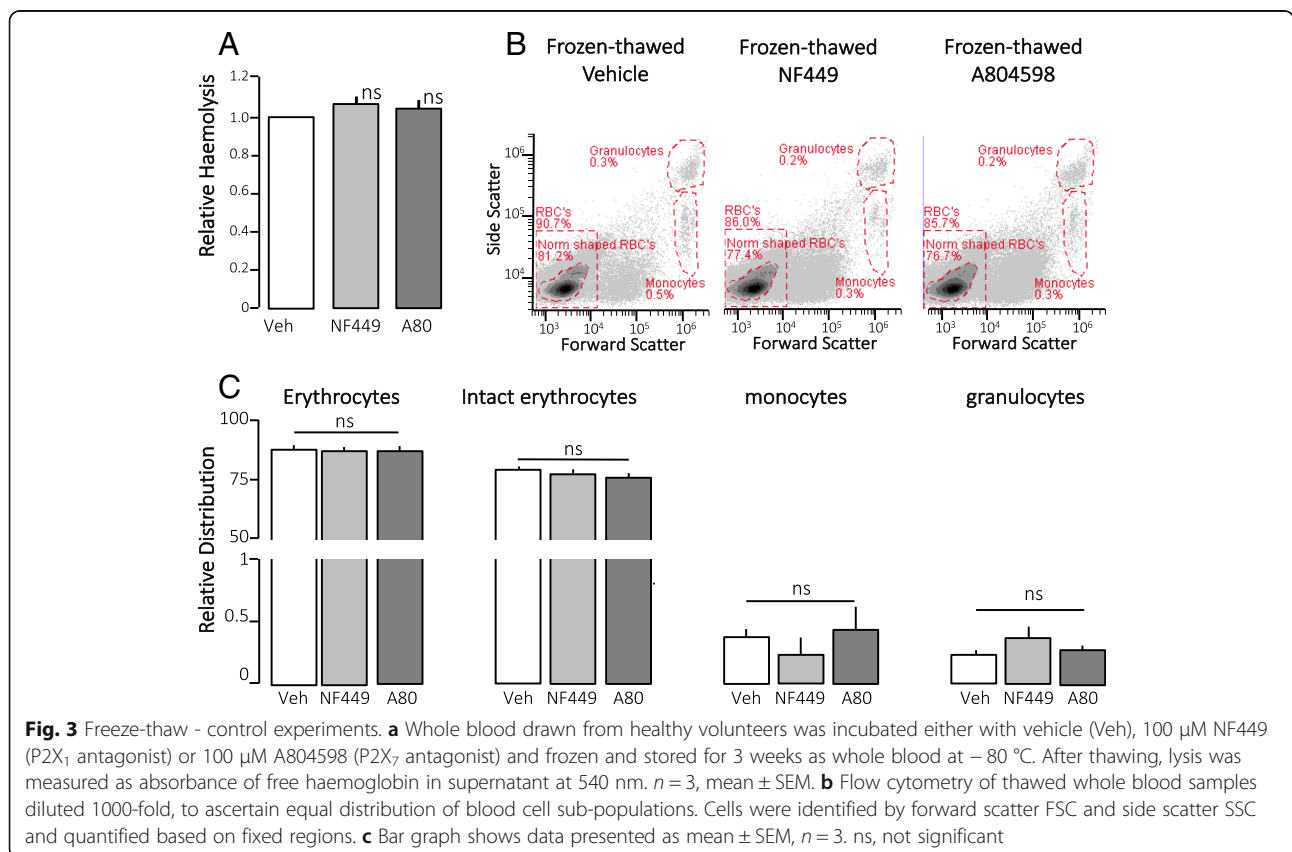 A
Relative Haemolysis
1.2
1.0
0.8
0.6
0.4
0.2
0
ns
ns
Veh NF449 A80
B
Frozen-thawed Vehicle
Frozen-thawed NF449
Frozen-thawed A804598
Side Scatter
10⁶
10⁵
10⁴
Granulocytes
0.3%
RBC's
90.7%
Norm shaped RBC's
81.2%
Monocytes
0.5%
10³ 10⁴ 10⁵ 10⁶
Forward Scatter
Granulocytes
0.2%
RBC's
86.0%
Norm shaped RBC's
77.4%
Monocytes
0.3%
10³ 10⁴ 10⁵ 10⁶
Forward Scatter
Granulocytes
0.2%
RBC's
85.7%
Norm shaped RBC's
76.7%
Monocytes
0.3%
10³ 10⁴ 10⁵ 10⁶
Forward Scatter
C
Relative Distribution
100
75
50
1
0.5
0
Erythrocytes
ns
Veh NF449 A80
Intact erythrocytes
ns
Veh NF449 A80
monocytes
ns
Veh NF449 A80
granulocytes
ns
Veh NF449 A80
Fig. 3 Freeze-thaw - control experiments. a Whole blood drawn from healthy volunteers was incubated either with vehicle (Veh), 100 μM NF449
(P2X₁ antagonist) or 100 μM A804598 (P2X₇ antagonist) and frozen and stored for 3 weeks as whole blood at − 80 °C. After thawing, lysis was
measured as absorbance of free haemoglobin in supernatant at 540 nm. n = 3, mean ± SEM. b Flow cytometry of thawed whole blood samples
diluted 1000-fold, to ascertain equal distribution of blood cell sub-populations. Cells were identified by forward scatter FSC and side scatter SSC
and quantified based on fixed regions. c Bar graph shows data presented as mean ± SEM, n = 3. ns, not significant